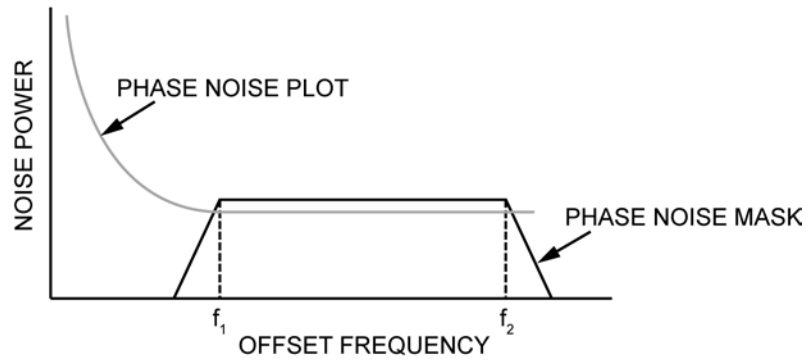 NOISE POWER
PHASE NOISE PLOT
PHASE NOISE MASK
f₁
f₂
OFFSET FREQUENCY